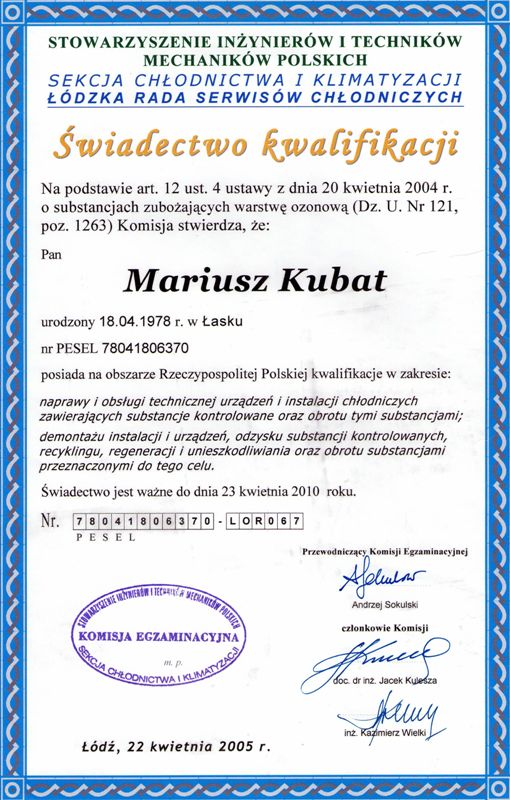 STOWARZYSZENIE INŻYNIERÓW I TECHNIKÓW
MECHANIKÓW POLSKICH
SEKCJA CHŁODNICTWA I KLIMATYZACJI
ŁÓDZKA RADA SERWISÓW CHŁODNICZYCH
Świadectwo kwalifikacji
Na podstawie art. 12 ust. 4 ustawy z dnia 20 kwietnia 2004 r.
o substancjach zubożających warstwę ozonową (Dz. U. Nr 121,
poz. 1263) Komisja stwierdza, że:
Pan
Mariusz Kubat
urodzony 18.04.1978 r. w Łasku
nr PESEL 78041806370
posiada na obszarze Rzeczypospolitej Polskiej kwalifikacje w zakresie:
naprawy i obsługi technicznej urządzeń i instalacji chłodniczych
zawierających substancje kontrolowane oraz obrotu tymi substancjami;
demontażu instalacji i urządzeń, odzysku substancji kontrolowanych,
recyklingu, regeneracji i unieszkodliwiania oraz obrotu substancjami
przeznaczonymi do tego celu.
Świadectwo jest ważne do dnia 23 kwietnia 2010 roku.
Nr. 78041806370-LOR067
PESEL
Przewodniczący Komisji Egzaminacyjnej
Andrzej Sokulski
członkowie Komisji
doc. dr inż. Jacek Kulesza
inż. Kazimierz Wielki
STOWARZYSZENIE INŻYNIERÓW I TECHNIKÓW MECHANIKÓW POLSKICH
KOMISJA EGZAMINACYJNA
m. p.
SEKCJA CHŁODNICTWA I KLIMATYZACJI
Łódź, 22 kwietnia 2005 r.